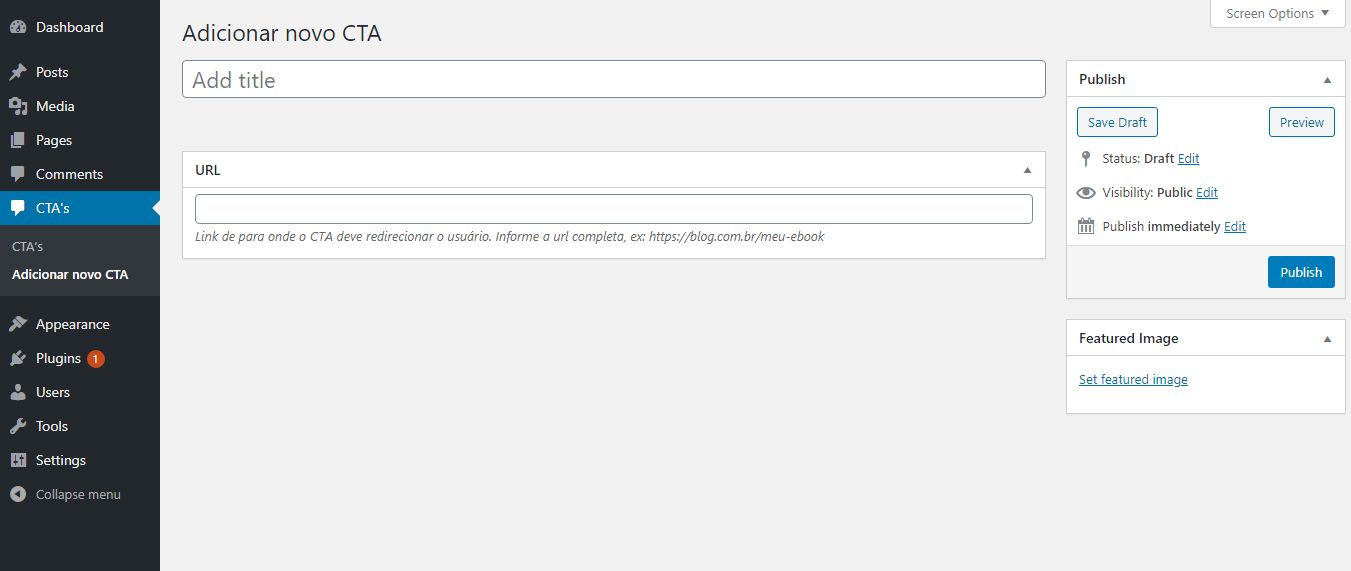 Dashboard
Posts
Media
Pages
Comments
CTA's
CTA's
Adicionar novo CTA
Appearance
Plugins 1
Users
Tools
Settings
Collapse menu
Screen Options
Adicionar novo CTA
Add title
URL
Link de para onde o CTA deve redirecionar o usuário. Informe a url completa, ex: https://blog.com.br/meu-ebook
Publish
Save Draft Preview
Status: Draft Edit
Visibility: Public Edit
Publish immediately Edit
Publish
Featured Image
Set featured image